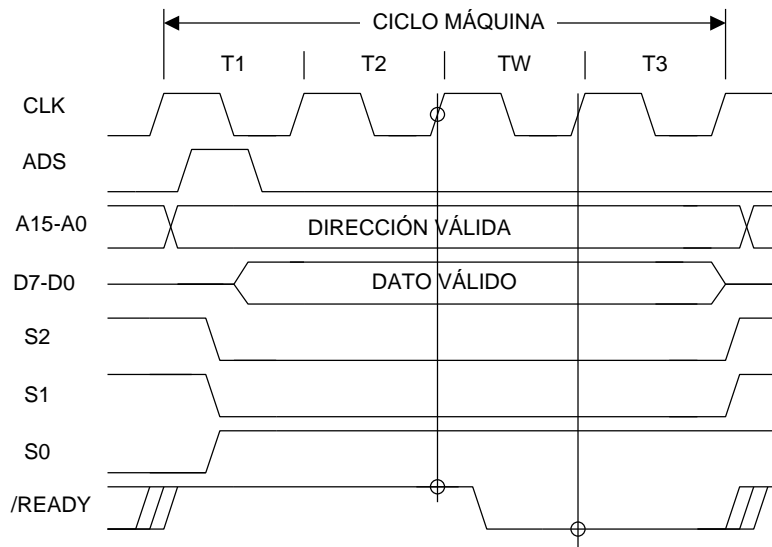 CICLO MÁQUINA
T1 T2 TW T3
CLK
ADS
A15-A0 DIRECCIÓN VÁLIDA
D7-D0 DATO VÁLIDO
S2
S1
S0
/READY